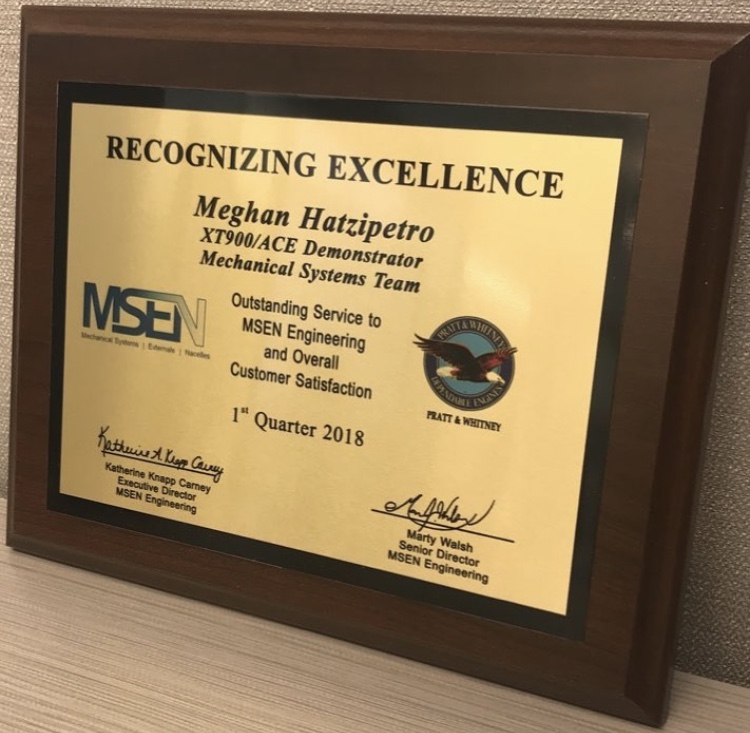 RECOGNIZING EXCELLENCE
Meghan Hatzipetro
XT900/ACE Demonstrator
Mechanical Systems Team
MSEN
Mechanical Systems | Externals | Nacelles
Outstanding Service to
MSEN Engineering
and Overall
Customer Satisfaction
PRATT & WHITNEY
DEPENDABLE ENGINES
PRATT & WHITNEY
1st Quarter 2018
Katherine A Knapp Carney
Katherine Knapp Carney
Executive Director
MSEN Engineering
Marty Walsh
Senior Director
MSEN Engineering